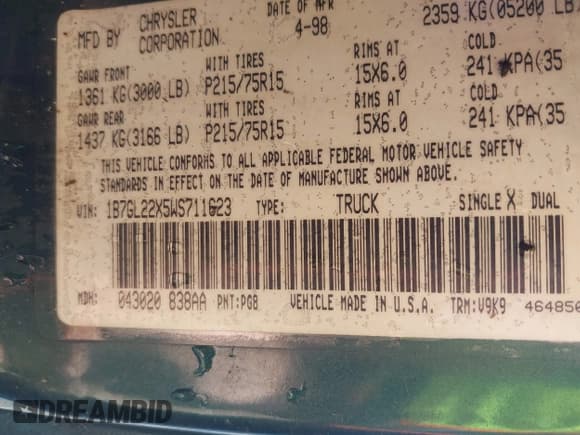 MFD BY CHRYSLER DATE OF MFR 2359 KG(05200 LB
CORPORATION 4-98
GAWR FRONT WITH TIRES RIMS AT COLD
1361 KG(3000 LB) P215/75R15 15X6.0 241 KPA(35
GAWR REAR WITH TIRES RIMS AT COLD
1437 KG(3166 LB) P215/75R15 15X6.0 241 KPA(35
THIS VEHICLE CONFORMS TO ALL APPLICABLE FEDERAL MOTOR VEHICLE SAFETY
STANDARDS IN EFFECT ON THE DATE OF MANUFACTURE SHOWN ABOVE.
VIN: 1B7GL22X5WS711623 TYPE: TRUCK SINGLE X DUAL
MDH: 043020 838AA PNT:PG8 VEHICLE MADE IN U.S.A. TRM:V9K9 464850
DREAMBID